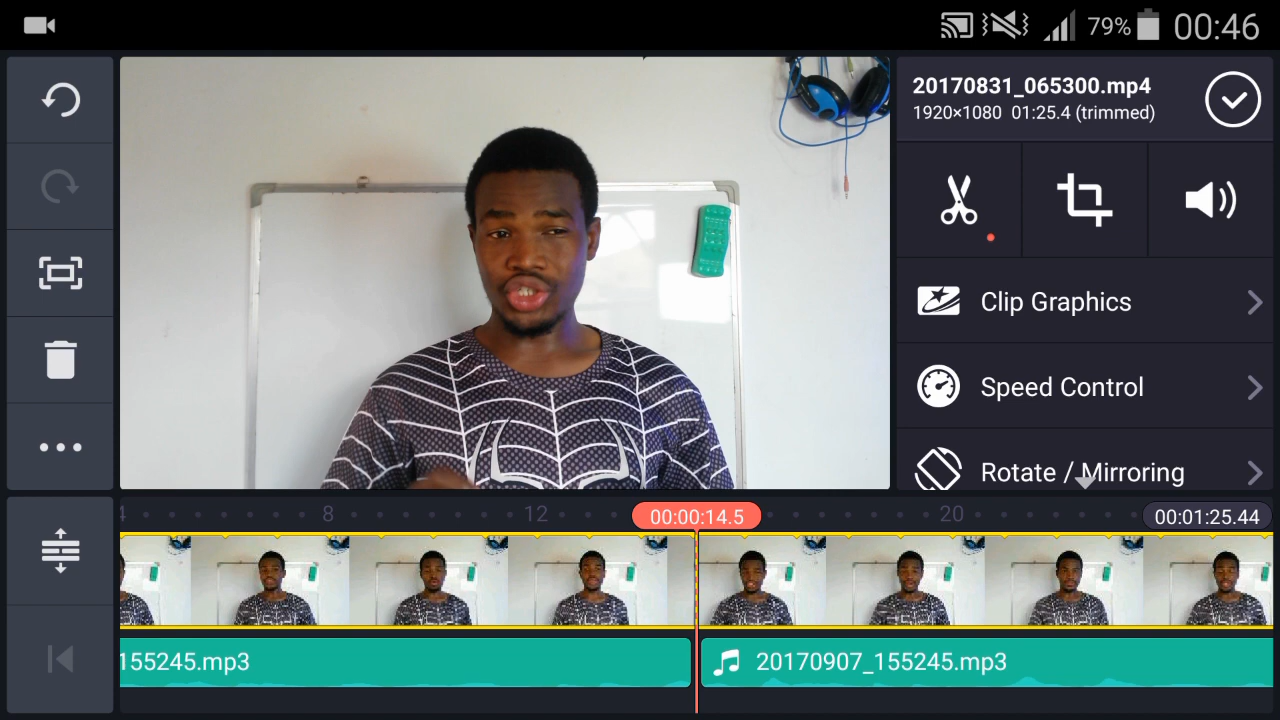 79% 00:46
20170831_065300.mp4
1920×1080 01:25.4 (trimmed)
Clip Graphics
Speed Control
Rotate / Mirroring
4 8 12 00:00:14.5 20 00:01:25.44
155245.mp3
20170907_155245.mp3